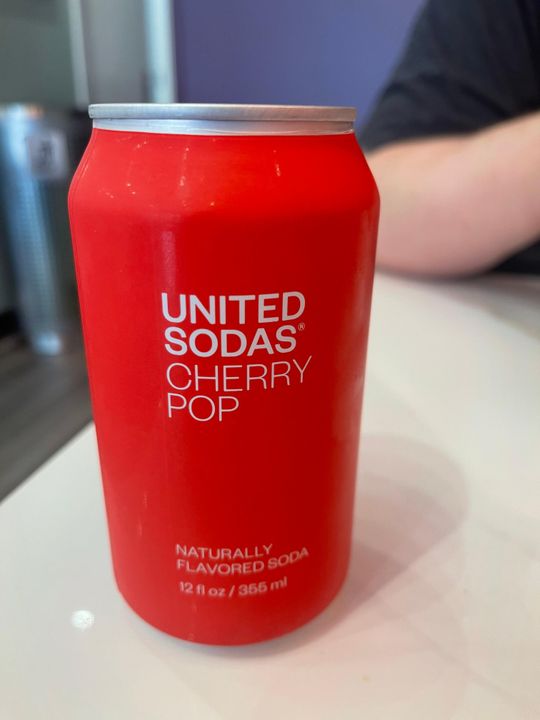 UNITED
SODAS®
CHERRY
POP
NATURALLY
FLAVORED SODA
12 fl oz / 355 ml